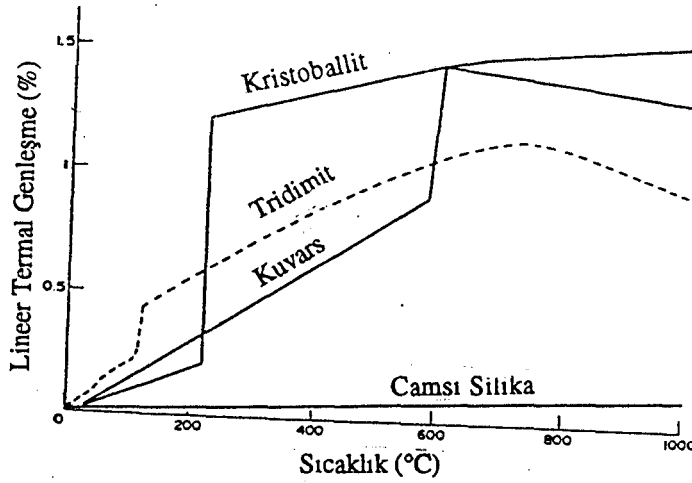 Lineer Termal Genleşme (%)
1.5
1
0.5
0
Kristoballit
Tridimit
Kuvars
Camsı Silika
200
400
600
800
1000
Sıcaklık (°C)